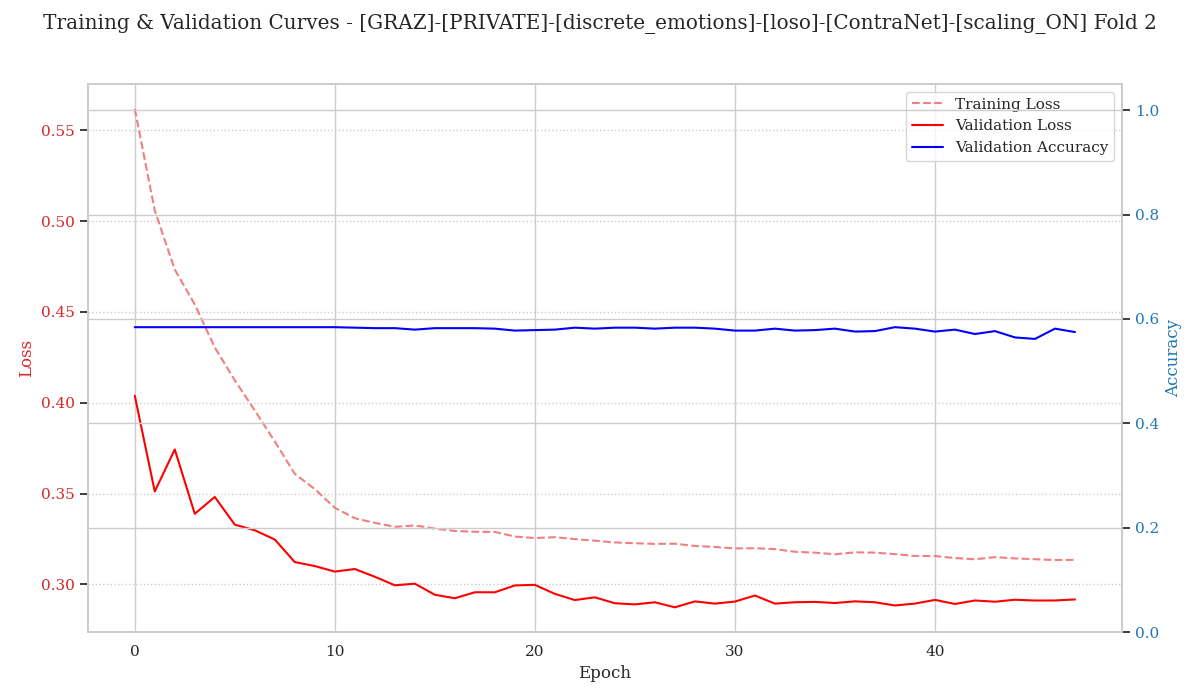 Training & Validation Curves - [GRAZ]-[PRIVATE]-[discrete_emotions]-[loso]-[ContraNet]-[scaling_ON] Fold 2
Training Loss
Validation Loss
Validation Accuracy
0.55
0.50
0.45
0.40
0.35
0.30
Loss
1.0
0.8
0.6
0.4
0.2
0.0
Accuracy
0
10
20
30
40
Epoch